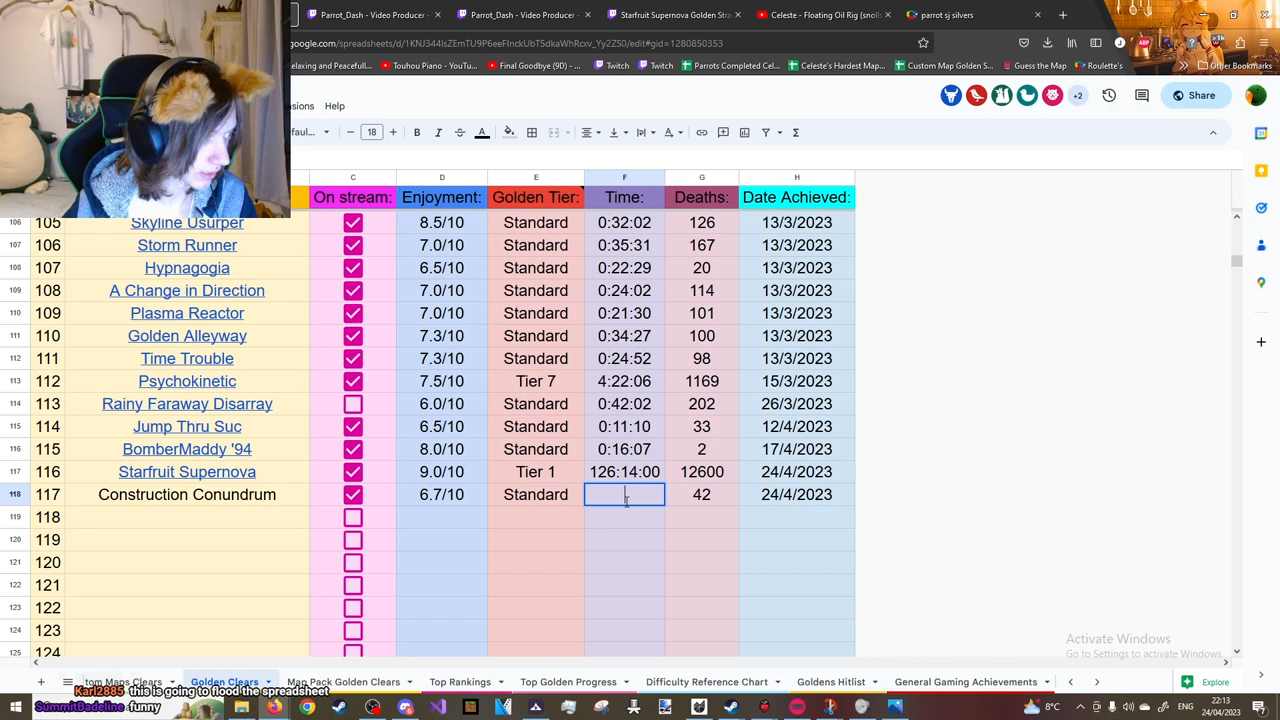 Parrot_Dash - Video Producer -
Parrot_Dash - Video Producer -
Starfruit Supernova Golden Stra
Celeste - Floating Oil Rig (snolls
parrot sj silvers
google.com/spreadsheets/d/1KNJ344IsZEmTU9P6eeFInckUbT5dkaWhRcxv_Yy2ZS0/edit#gid=1280850353
Relaxing and Peacefull...
Touhou Piano - YouTu...
Final Goodbye (9D) - ...
Twitch
Twitch
Parrots Completed Cel...
Celeste's Hardest Map...
Custom Map Golden S...
Guess the Map
Roulette's
Other Bookmarks
ensions Help
+2
Share
18
C D E F G H
On stream: Enjoyment: Golden Tier: Time: Deaths: Date Achieved:
106 105 Skyline Usurper 8.5/10 Standard 0:32:02 126 13/3/2023
107 106 Storm Runner 7.0/10 Standard 0:35:31 167 13/3/2023
108 107 Hypnagogia 6.5/10 Standard 0:22:29 20 13/3/2023
109 108 A Change in Direction 7.0/10 Standard 0:24:02 114 13/3/2023
110 109 Plasma Reactor 7.0/10 Standard 0:21:30 101 13/3/2023
111 110 Golden Alleyway 7.3/10 Standard 0:34:27 100 13/3/2023
112 111 Time Trouble 7.3/10 Standard 0:24:52 98 13/3/2023
113 112 Psychokinetic 7.5/10 Tier 7 4:22:06 1169 15/3/2023
114 113 Rainy Faraway Disarray 6.0/10 Standard 0:42:02 202 26/3/2023
115 114 Jump Thru Suc 6.5/10 Standard 0:11:10 33 12/4/2023
116 115 BomberMaddy '94 8.0/10 Standard 0:16:07 2 17/4/2023
117 116 Starfruit Supernova 9.0/10 Tier 1 126:14:00 12600 24/4/2023
118 117 Construction Conundrum 6.7/10 Standard 42 24/4/2023
119 118
120 119
121 120
122 121
123 122
124 123
125 124
Activate Windows
Go to Settings to activate Windows.
tom Maps Clears
Golden Clears
Map Pack Golden Clears
Top Rankings
Top Golden Progress
Difficulty Reference Chart
Goldens Hitlist
General Gaming Achievements
Explore
Karl2885 this is going to flood the spreadsheet
SummitBadeline funny
8°C
22:13
24/04/2023